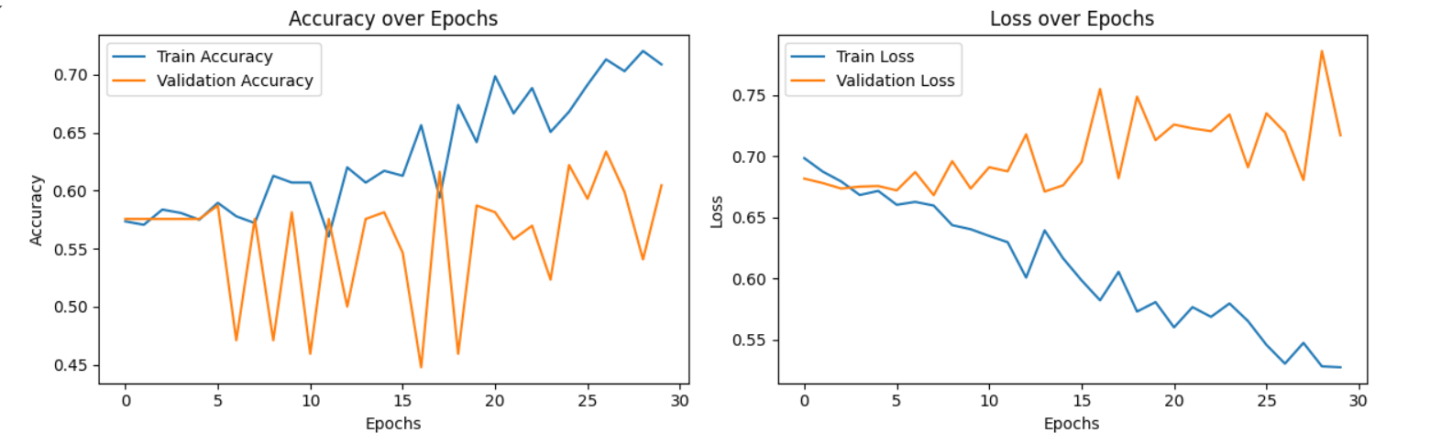 Accuracy over Epochs
Train Accuracy
Validation Accuracy
0.70
0.65
0.60
0.55
0.50
0.45
Accuracy
0 5 10 15 20 25 30
Epochs
Loss over Epochs
Train Loss
Validation Loss
0.75
0.70
0.65
0.60
0.55
Loss
0 5 10 15 20 25 30
Epochs